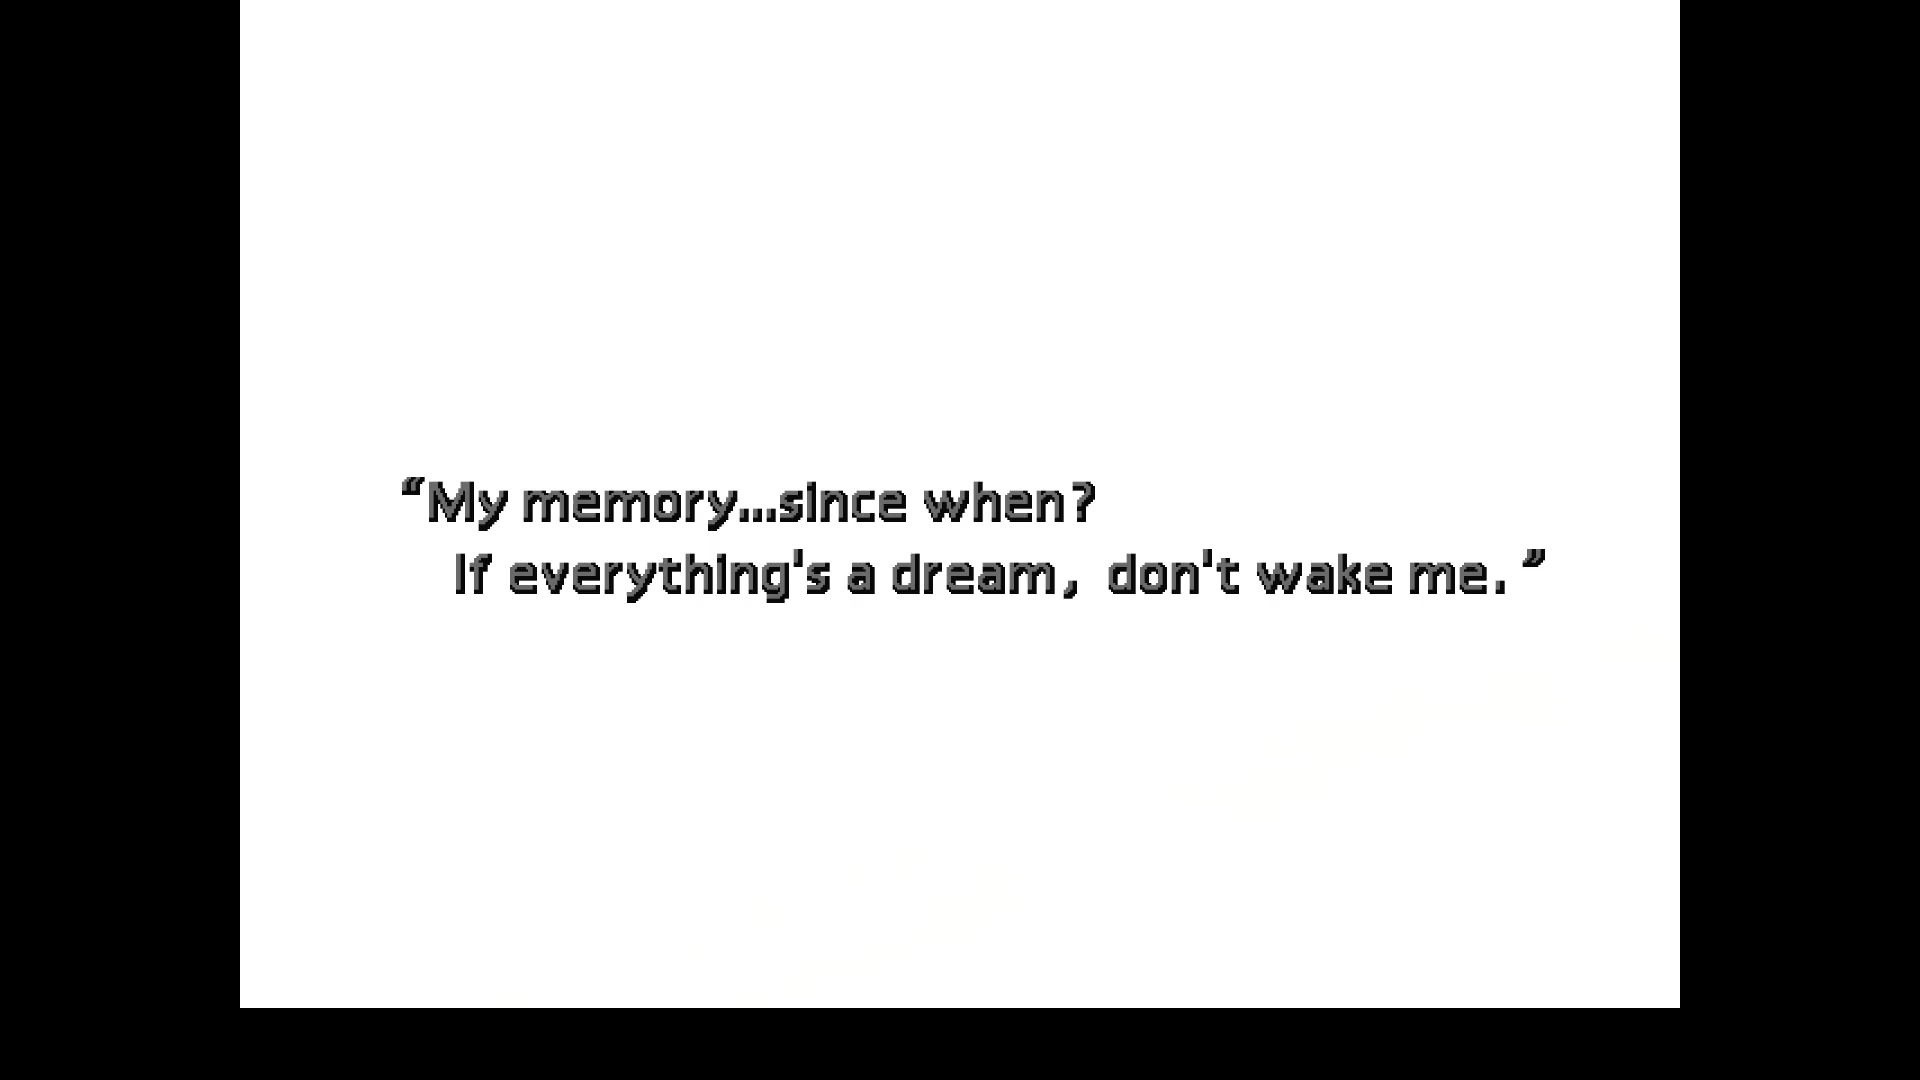 “My memory...since when?
If everything's a dream, don't wake me.”